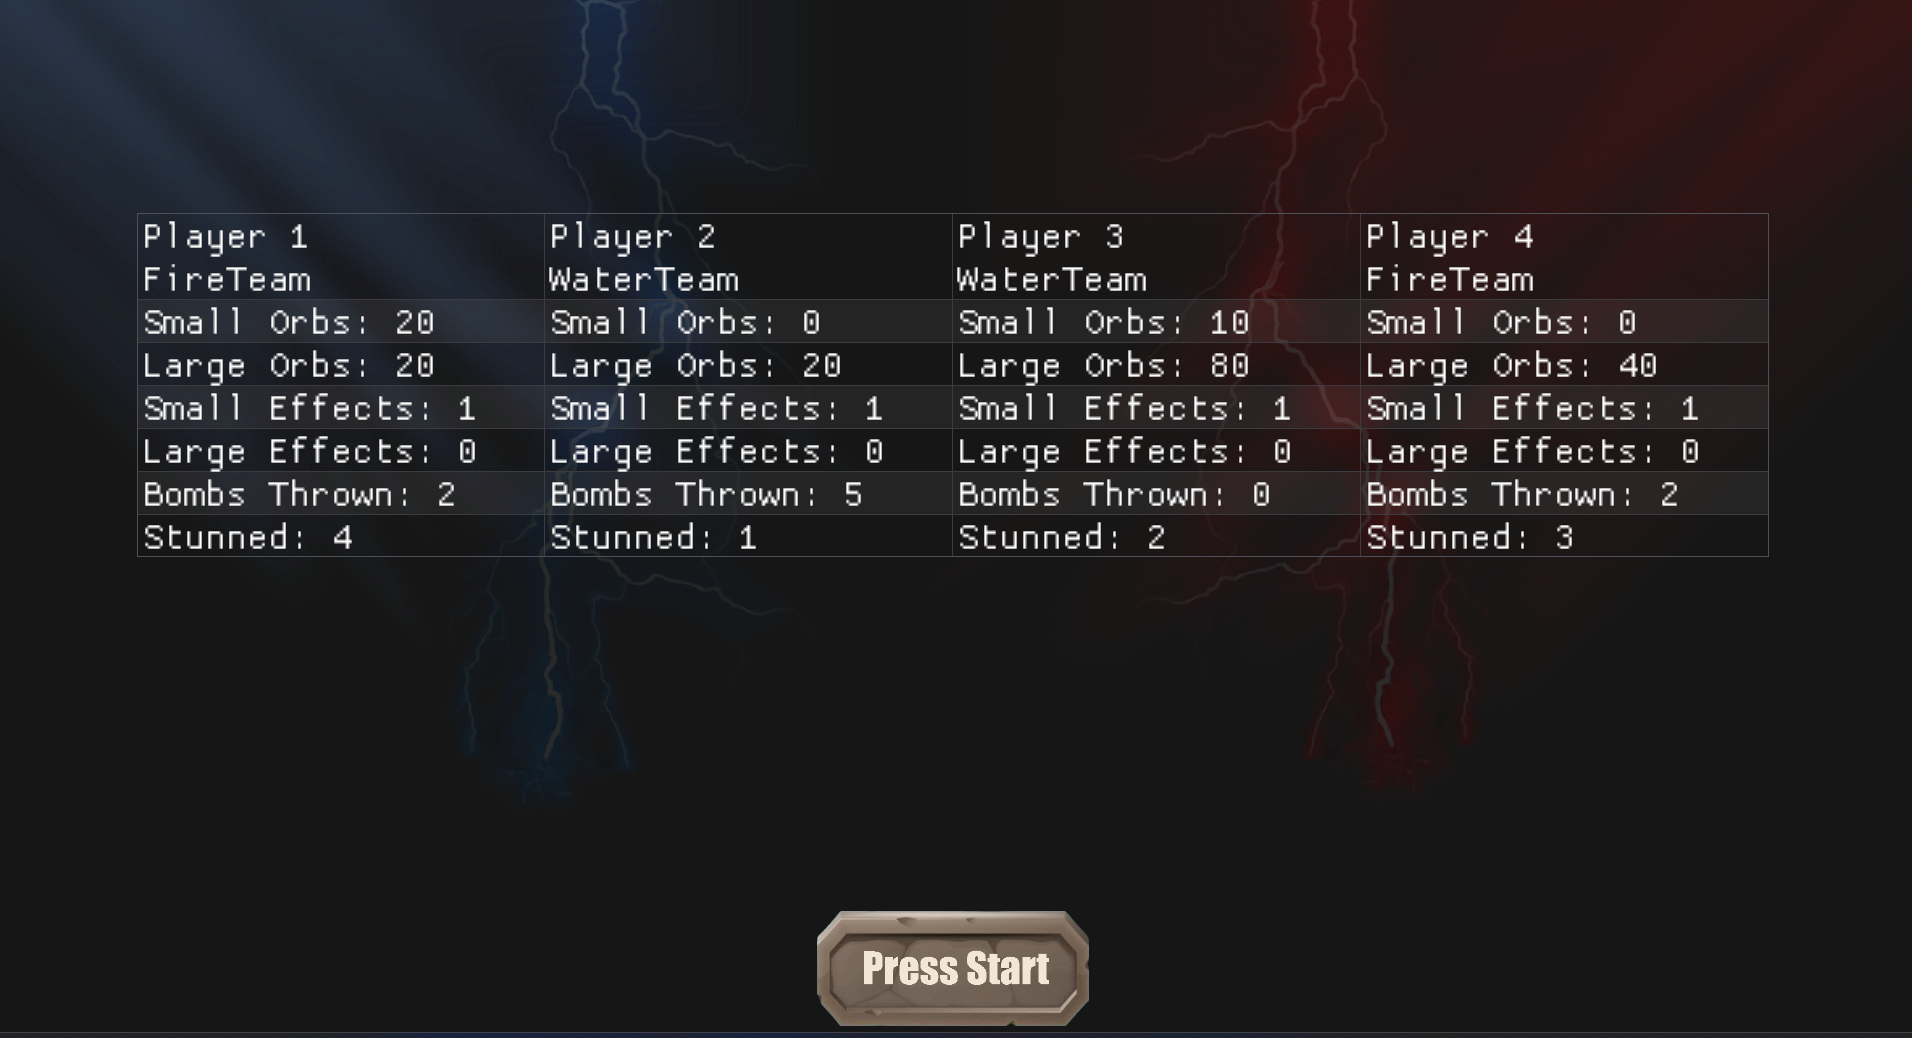 Player 1 Player 2 Player 3 Player 4
FireTeam WaterTeam WaterTeam FireTeam
Small Orbs: 20 Small Orbs: 0 Small Orbs: 10 Small Orbs: 0
Large Orbs: 20 Large Orbs: 20 Large Orbs: 80 Large Orbs: 40
Small Effects: 1 Small Effects: 1 Small Effects: 1 Small Effects: 1
Large Effects: 0 Large Effects: 0 Large Effects: 0 Large Effects: 0
Bombs Thrown: 2 Bombs Thrown: 5 Bombs Thrown: 0 Bombs Thrown: 2
Stunned: 4 Stunned: 1 Stunned: 2 Stunned: 3
Press Start